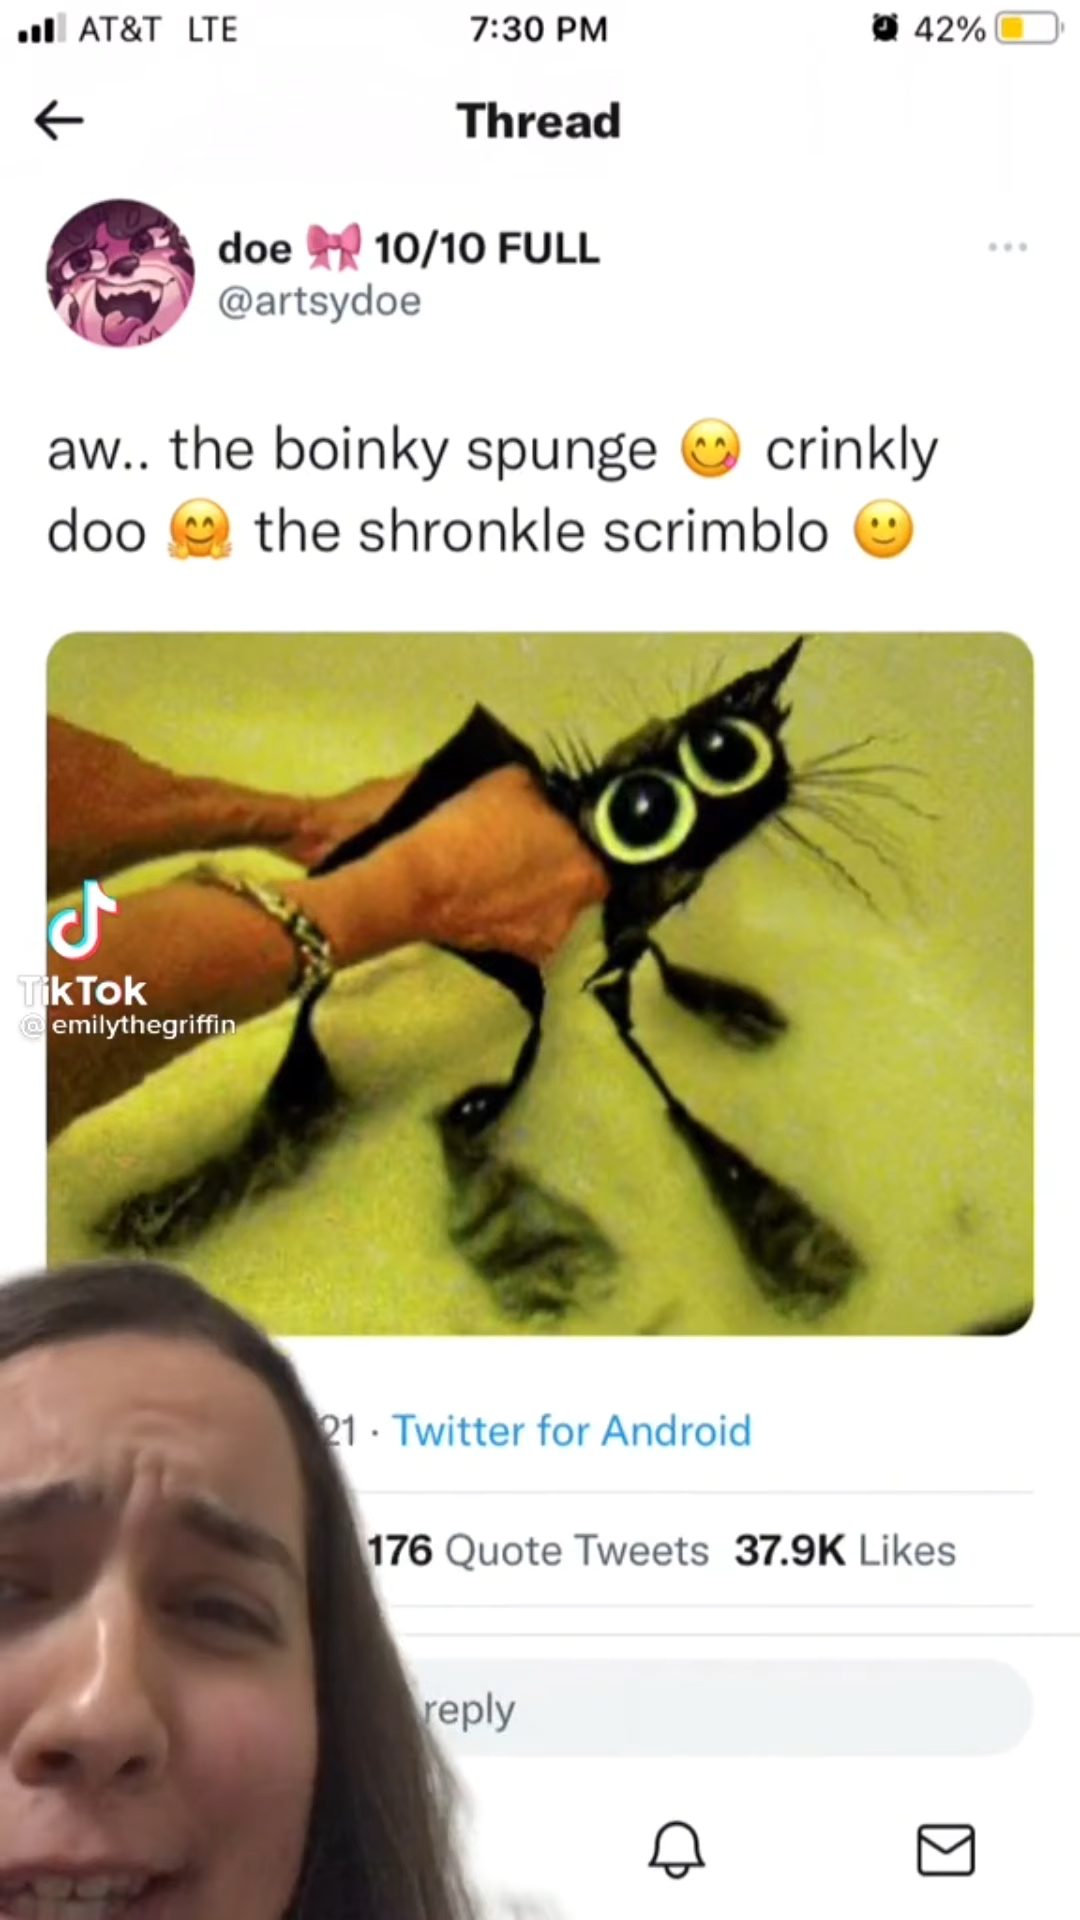 AT&T LTE 7:30 PM 42%
Thread
doe 🎀 10/10 FULL
@artsydoe
aw.. the boinky spunge 😋 crinkly
doo 🤗 the shronkle scrimblo 🙂
TikTok
@emilythegriffin
21 · Twitter for Android
176 Quote Tweets 37.9K Likes
reply